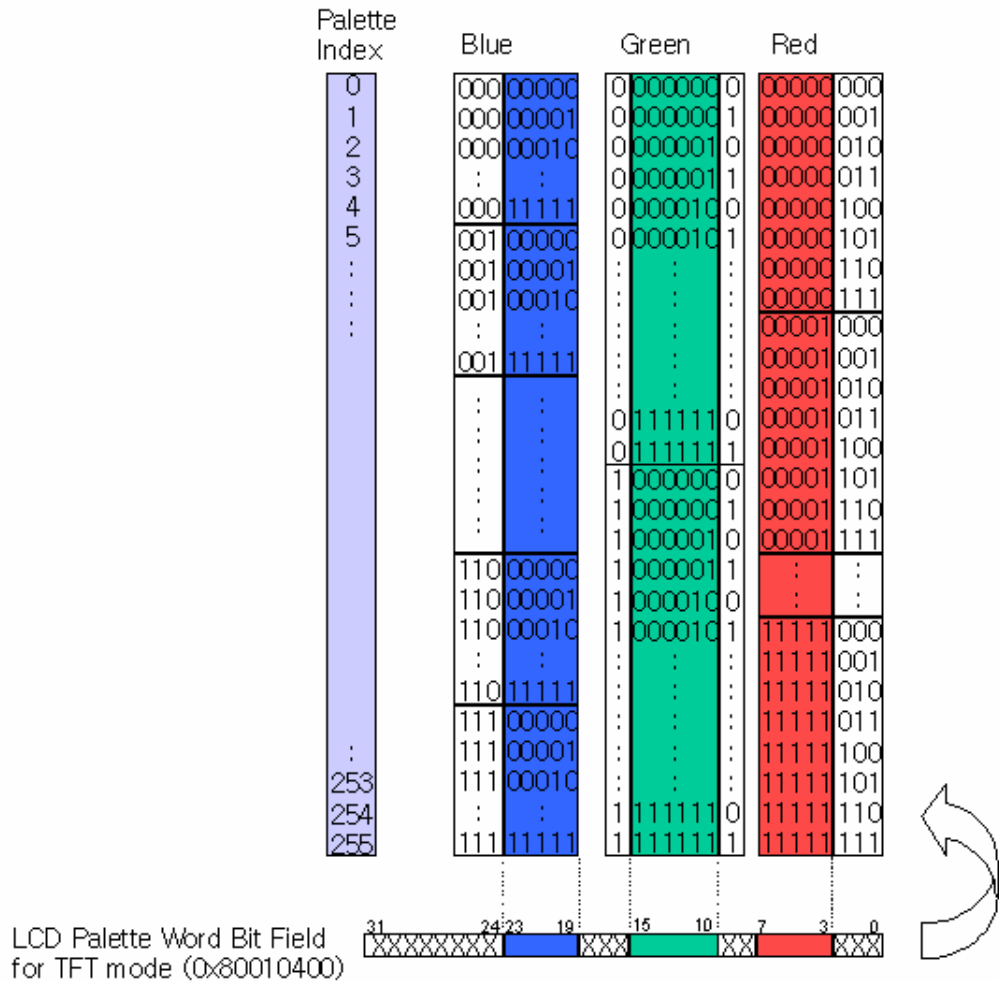 Palette
Index Blue Green Red
0 000 00000 0 000000 0 00000 000
1 000 00001 0 000000 1 00000 001
2 000 00010 0 000001 0 00000 010
3 : : 0 000001 1 00000 011
4 000 11111 0 000010 0 00000 100
5 001 00000 0 000010 1 00000 101
: 001 00001 : : : 00000 110
: 001 00010 : : : 00000 111
: : : : : : 00001 000
001 11111 : : : 00001 001
: : : : : 00001 010
: : 0 111111 0 00001 011
: : 0 111111 1 00001 100
: : 1 000000 0 00001 101
: : 1 000000 1 00001 110
1 000001 0 00001 111
110 00000 1 000001 1 : :
110 00001 1 000010 0 : :
110 00010 1 000010 1 11111 000
: : : : : 11111 001
110 11111 : : : 11111 010
111 00000 : : : 11111 011
: 111 00001 : : : 11111 100
253 111 00010 : : : 11111 101
254 : : 1 111111 0 11111 110
255 111 11111 1 111111 1 11111 111
31 24 23 19 15 10 7 3 0
LCD Palette Word Bit Field
for TFT mode (0x80010400)